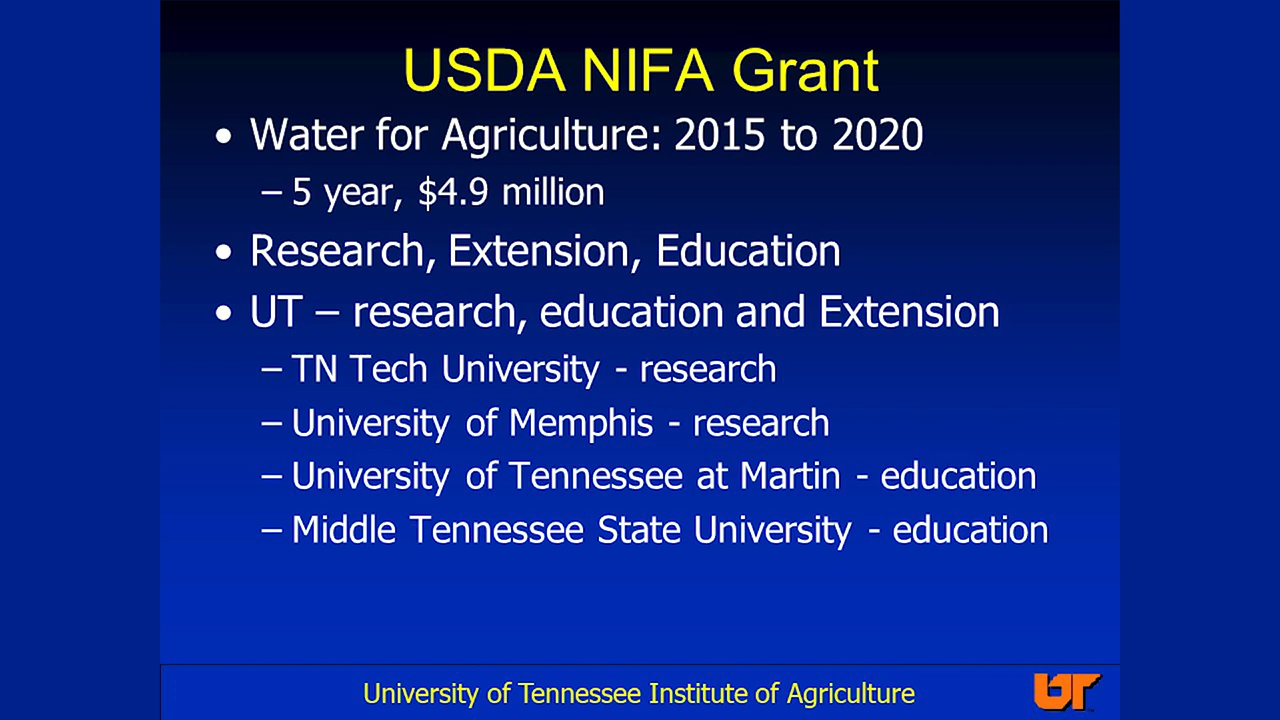 USDA NIFA Grant
• Water for Agriculture: 2015 to 2020
– 5 year, $4.9 million
• Research, Extension, Education
• UT – research, education and Extension
– TN Tech University - research
– University of Memphis - research
– University of Tennessee at Martin - education
– Middle Tennessee State University - education
University of Tennessee Institute of Agriculture
UT